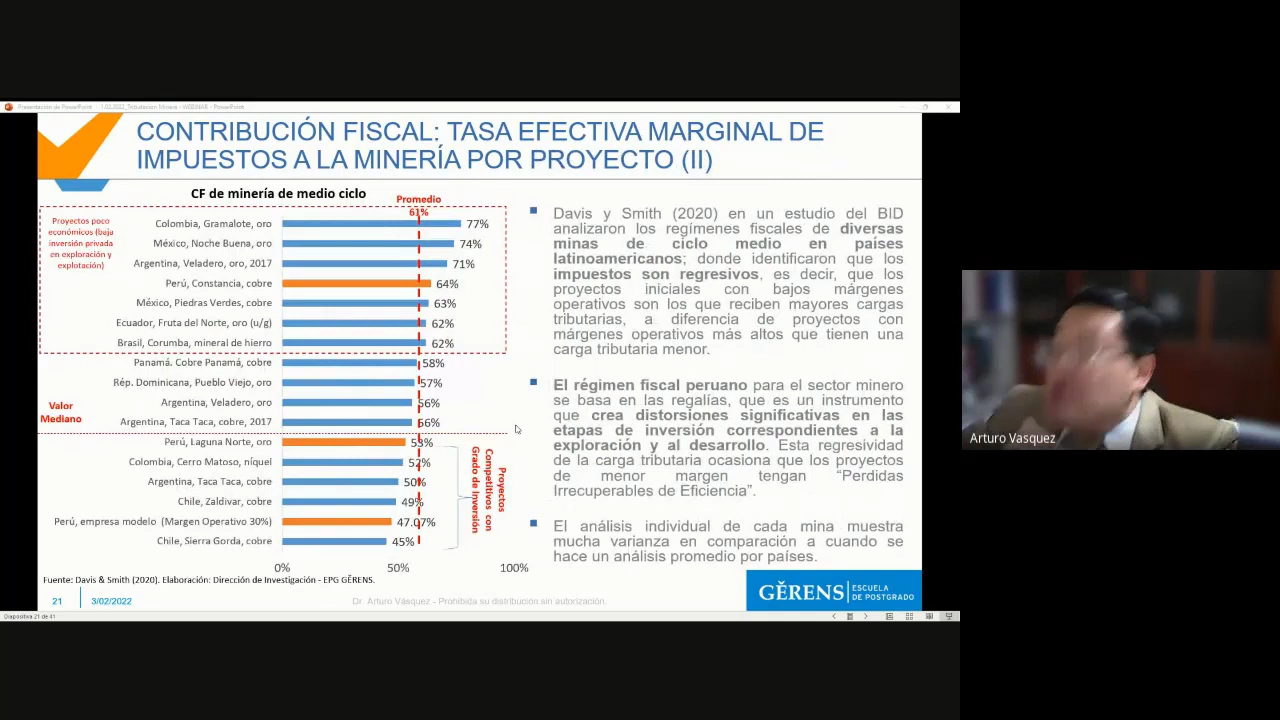 Presentación de PowerPoint - 1.02.2022_Tributacion Minera - WEBINAR - PowerPoint
CONTRIBUCIÓN FISCAL: TASA EFECTIVA MARGINAL DE
IMPUESTOS A LA MINERÍA POR PROYECTO (II)
CF de minería de medio ciclo
Promedio
61%
Proyectos poco
económicos (baja
inversión privada
en exploración y
explotación)
Colombia, Gramalote, oro 77%
México, Noche Buena, oro 74%
Argentina, Veladero, oro, 2017 71%
Perú, Constancia, cobre 64%
México, Piedras Verdes, cobre 63%
Ecuador, Fruta del Norte, oro (u/g) 62%
Brasil, Corumba, mineral de hierro 62%
Panamá. Cobre Panamá, cobre 58%
Rép. Dominicana, Pueblo Viejo, oro 57%
Argentina, Veladero, oro 56%
Argentina, Taca Taca, cobre, 2017 56%
Valor
Mediano
Perú, Laguna Norte, oro 53%
Colombia, Cerro Matoso, níquel 52%
Argentina, Taca Taca, cobre 50%
Chile, Zaldivar, cobre 49%
Perú, empresa modelo (Margen Operativo 30%) 47.07%
Chile, Sierra Gorda, cobre 45%
Proyectos
Competitivos con
Grado de Inversión
0% 50% 100%
Fuente: Davis & Smith (2020). Elaboración: Dirección de Investigación - EPG GĚRENS.
Davis y Smith (2020) en un estudio del BID
analizaron los regímenes fiscales de diversas
minas de ciclo medio en países
latinoamericanos; donde identificaron que los
impuestos son regresivos, es decir, que los
proyectos iniciales con bajos márgenes
operativos son los que reciben mayores cargas
tributarias, a diferencia de proyectos con
márgenes operativos más altos que tienen una
carga tributaria menor.
El régimen fiscal peruano para el sector minero
se basa en las regalías, que es un instrumento
que crea distorsiones significativas en las
etapas de inversión correspondientes a la
exploración y al desarrollo. Esta regresividad
de la carga tributaria ocasiona que los proyectos
de menor margen tengan “Perdidas
Irrecuperables de Eficiencia”.
El análisis individual de cada mina muestra
mucha varianza en comparación a cuando se
hace un análisis promedio por países.
21 3/02/2022
Dr. Arturo Vásquez - Prohibida su distribución sin autorización.
GĚRENS ESCUELA
DE POSTGRADO
Diapositiva 21 de 41
Arturo Vasquez